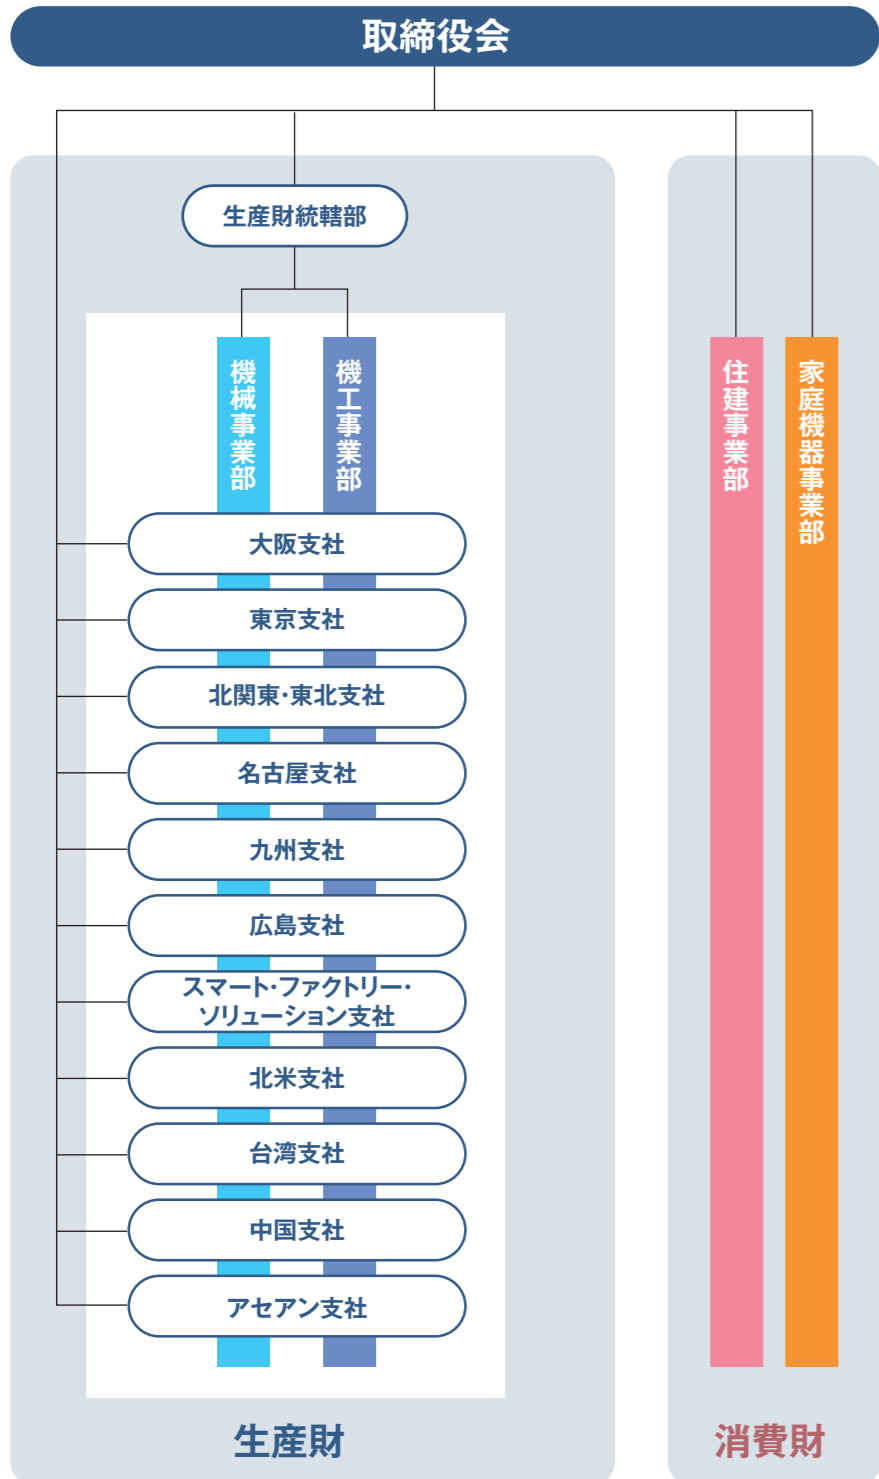 取締役会
生産財統轄部
機械事業部
機工事業部
住建事業部
家庭機器事業部
大阪支社
東京支社
北関東・東北支社
名古屋支社
九州支社
広島支社
スマート・ファクトリー・
ソリューション支社
北米支社
台湾支社
中国支社
アセアン支社
生産財
消費財